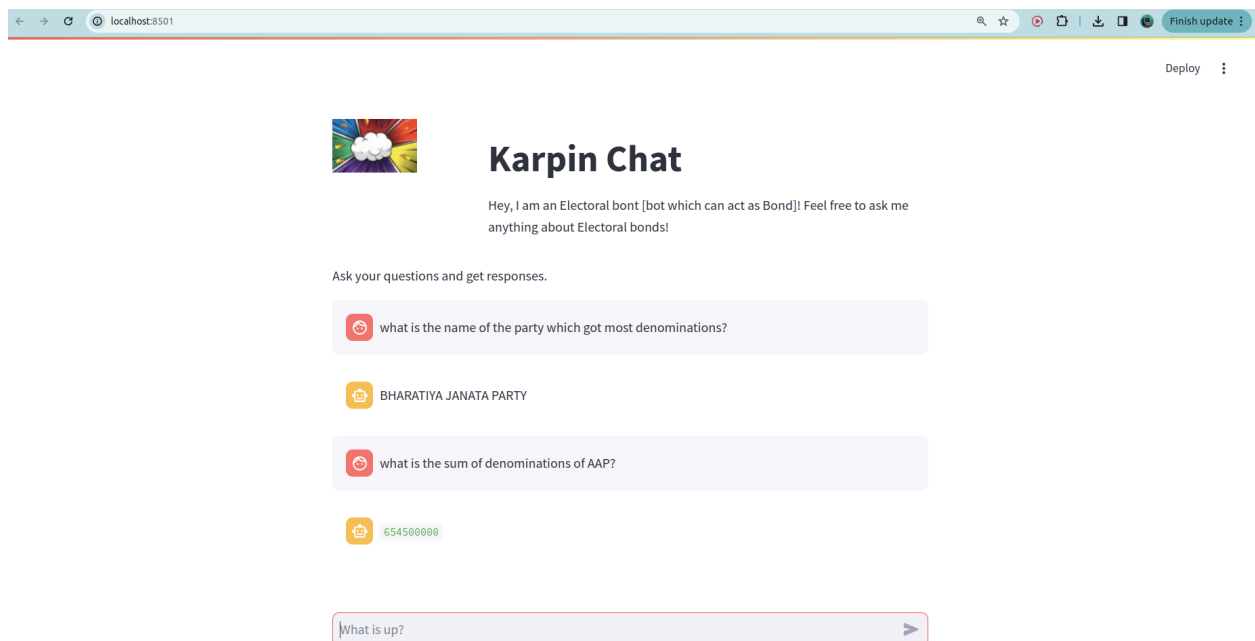 localhost:8501
Finish update
Deploy
Karpin Chat
Hey, I am an Electoral bont [bot which can act as Bond]! Feel free to ask me
anything about Electoral bonds!
Ask your questions and get responses.
what is the name of the party which got most denominations?
BHARATIYA JANATA PARTY
what is the sum of denominations of AAP?
654500000
What is up?